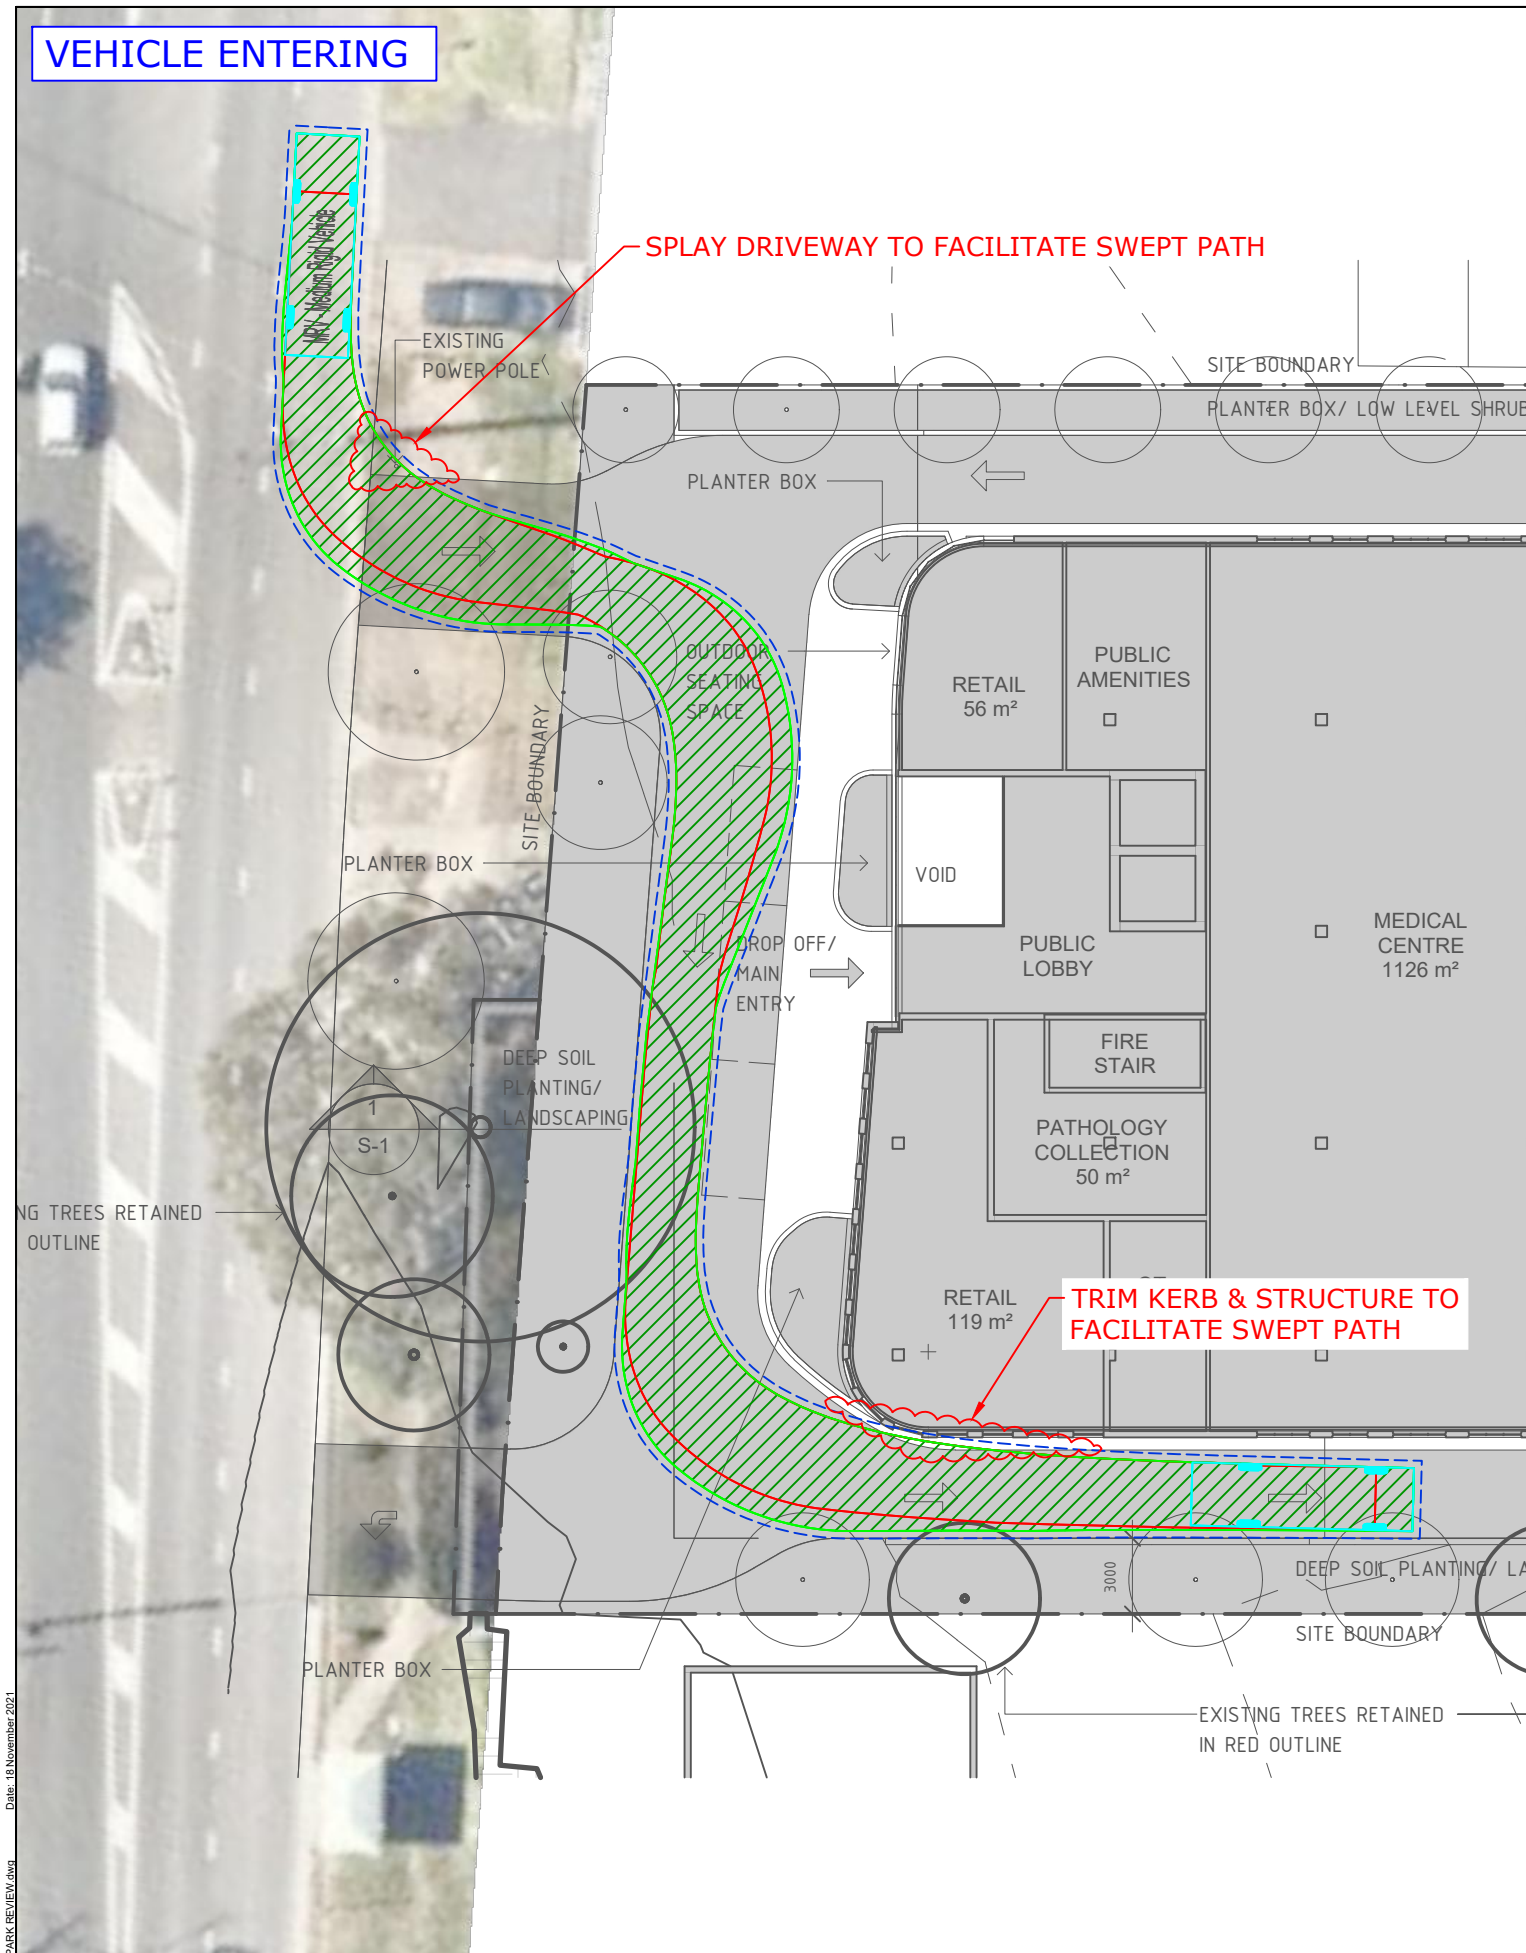 VEHICLE ENTERING
MRV - Medium Rigid Vehicle
SPLAY DRIVEWAY TO FACILITATE SWEPT PATH
EXISTING
POWER POLE
SITE BOUNDARY
PLANTER BOX/ LOW LEVEL SHRUB
PLANTER BOX
OUTDOOR
SEATING
SPACE
RETAIL
56 m²
PUBLIC
AMENITIES
SITE BOUNDARY
PLANTER BOX
VOID
DROP OFF/
MAIN
ENTRY
PUBLIC
LOBBY
MEDICAL
CENTRE
1126 m²
DEEP SOIL
PLANTING/
LANDSCAPING
FIRE
STAIR
1
S-1
PATHOLOGY
COLLECTION
50 m²
NG TREES RETAINED
OUTLINE
RETAIL
119 m²
TRIM KERB & STRUCTURE TO
FACILITATE SWEPT PATH
3000
DEEP SOIL PLANTING/ LA
SITE BOUNDARY
PLANTER BOX
EXISTING TREES RETAINED
IN RED OUTLINE
Date: 18 November 2021
PARK REVIEW.dwg